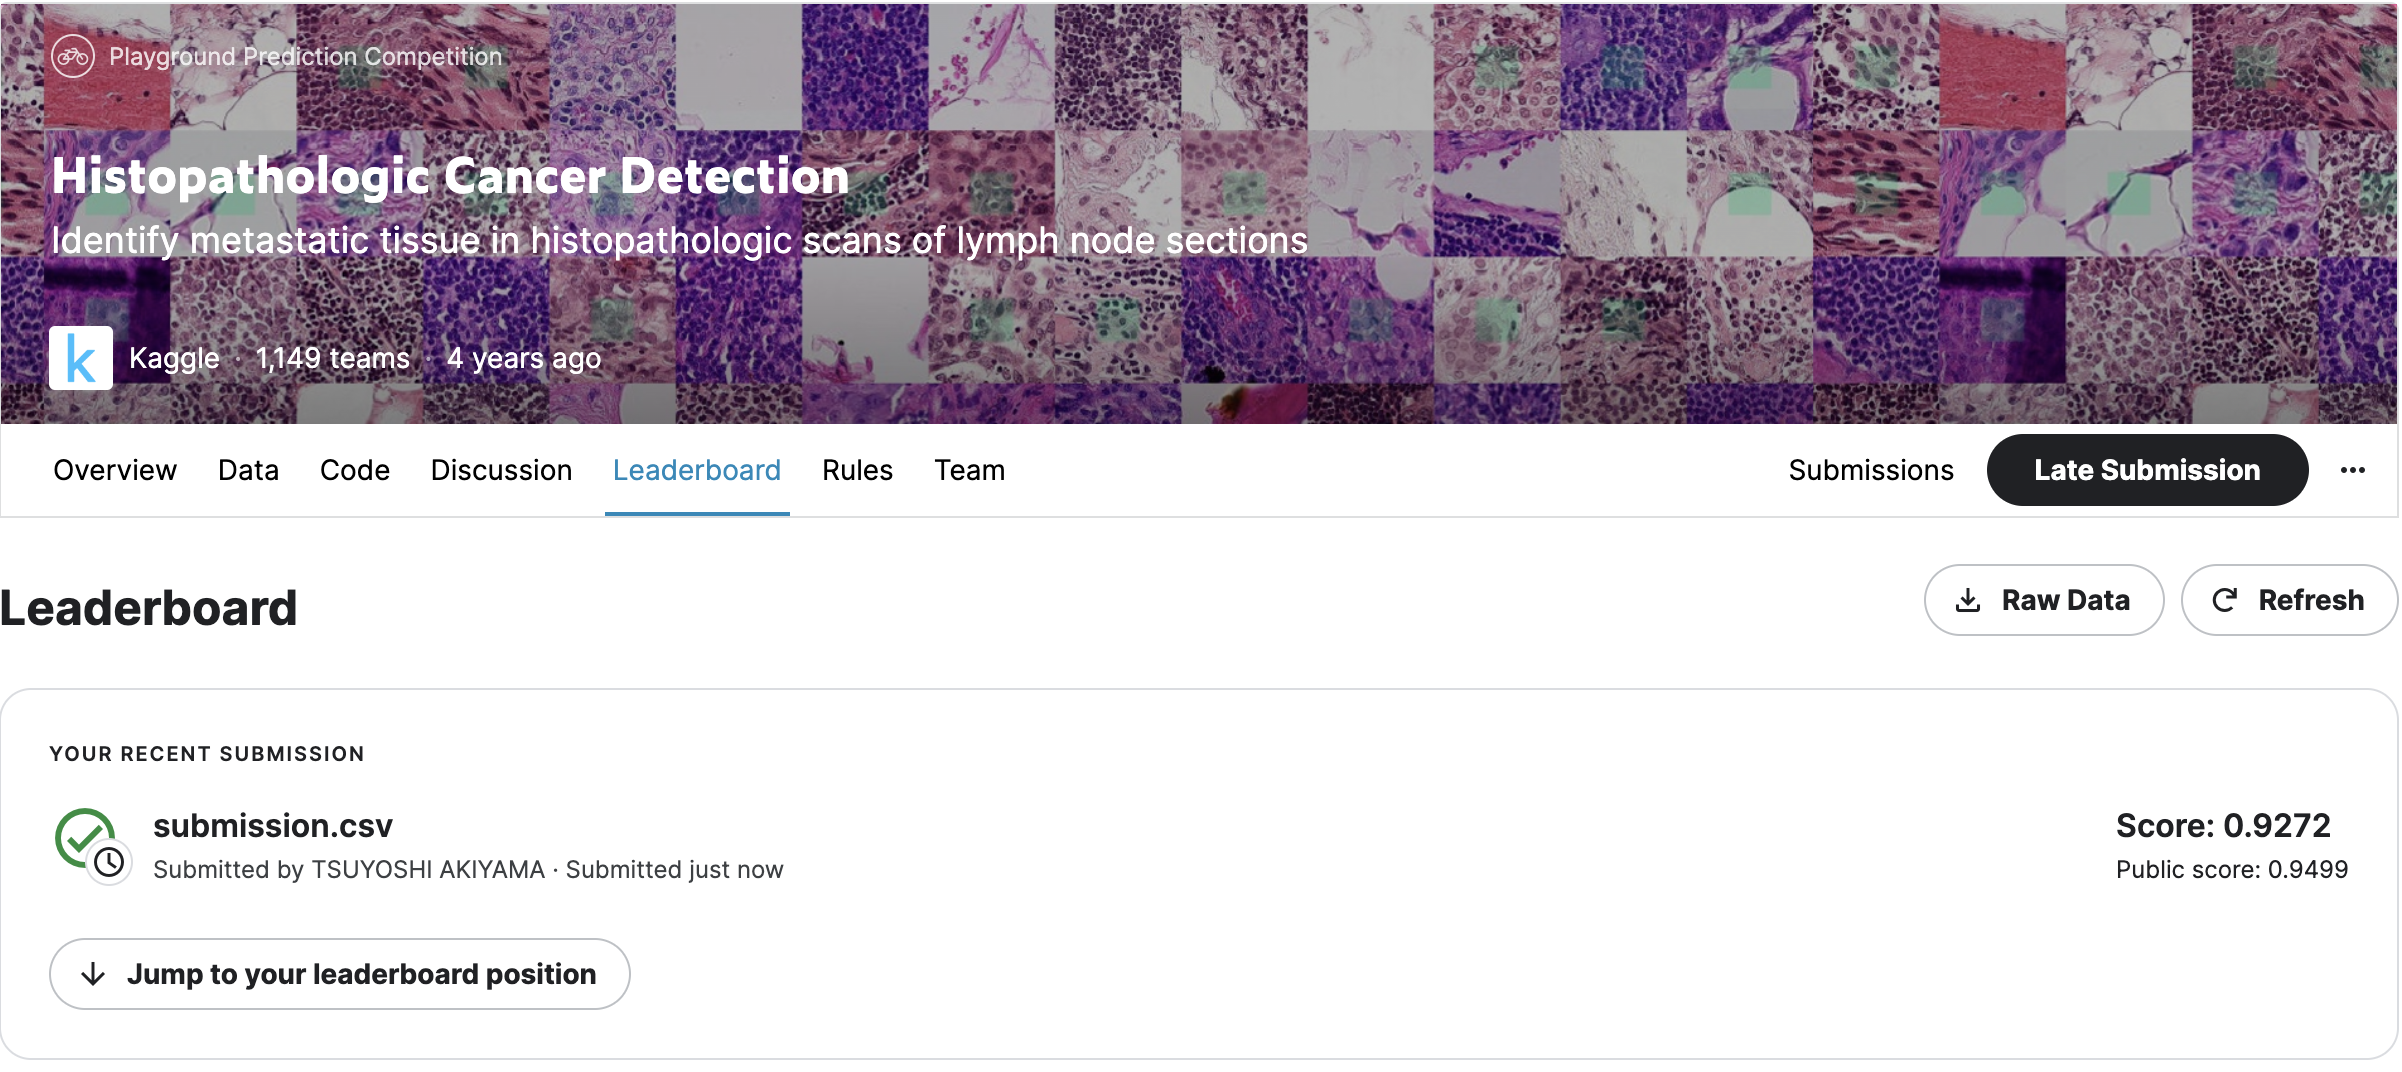 Playground Prediction Competition
Histopathologic Cancer Detection
Identify metastatic tissue in histopathologic scans of lymph node sections
k Kaggle · 1,149 teams · 4 years ago
Overview Data Code Discussion Leaderboard Rules Team Submissions Late Submission ...
Leaderboard Raw Data Refresh
YOUR RECENT SUBMISSION
submission.csv Score: 0.9272
Submitted by TSUYOSHI AKIYAMA · Submitted just now Public score: 0.9499
Jump to your leaderboard position